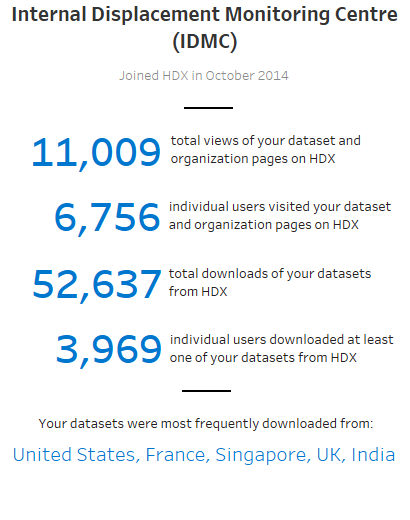 Internal Displacement Monitoring Centre
(IDMC)
Joined HDX in October 2014
11,009 total views of your dataset and
organization pages on HDX
6,756 individual users visited your dataset
and organization pages on HDX
52,637 total downloads of your datasets
from HDX
3,969 individual users downloaded at least
one of your datasets from HDX
Your datasets were most frequently downloaded from:
United States, France, Singapore, UK, India